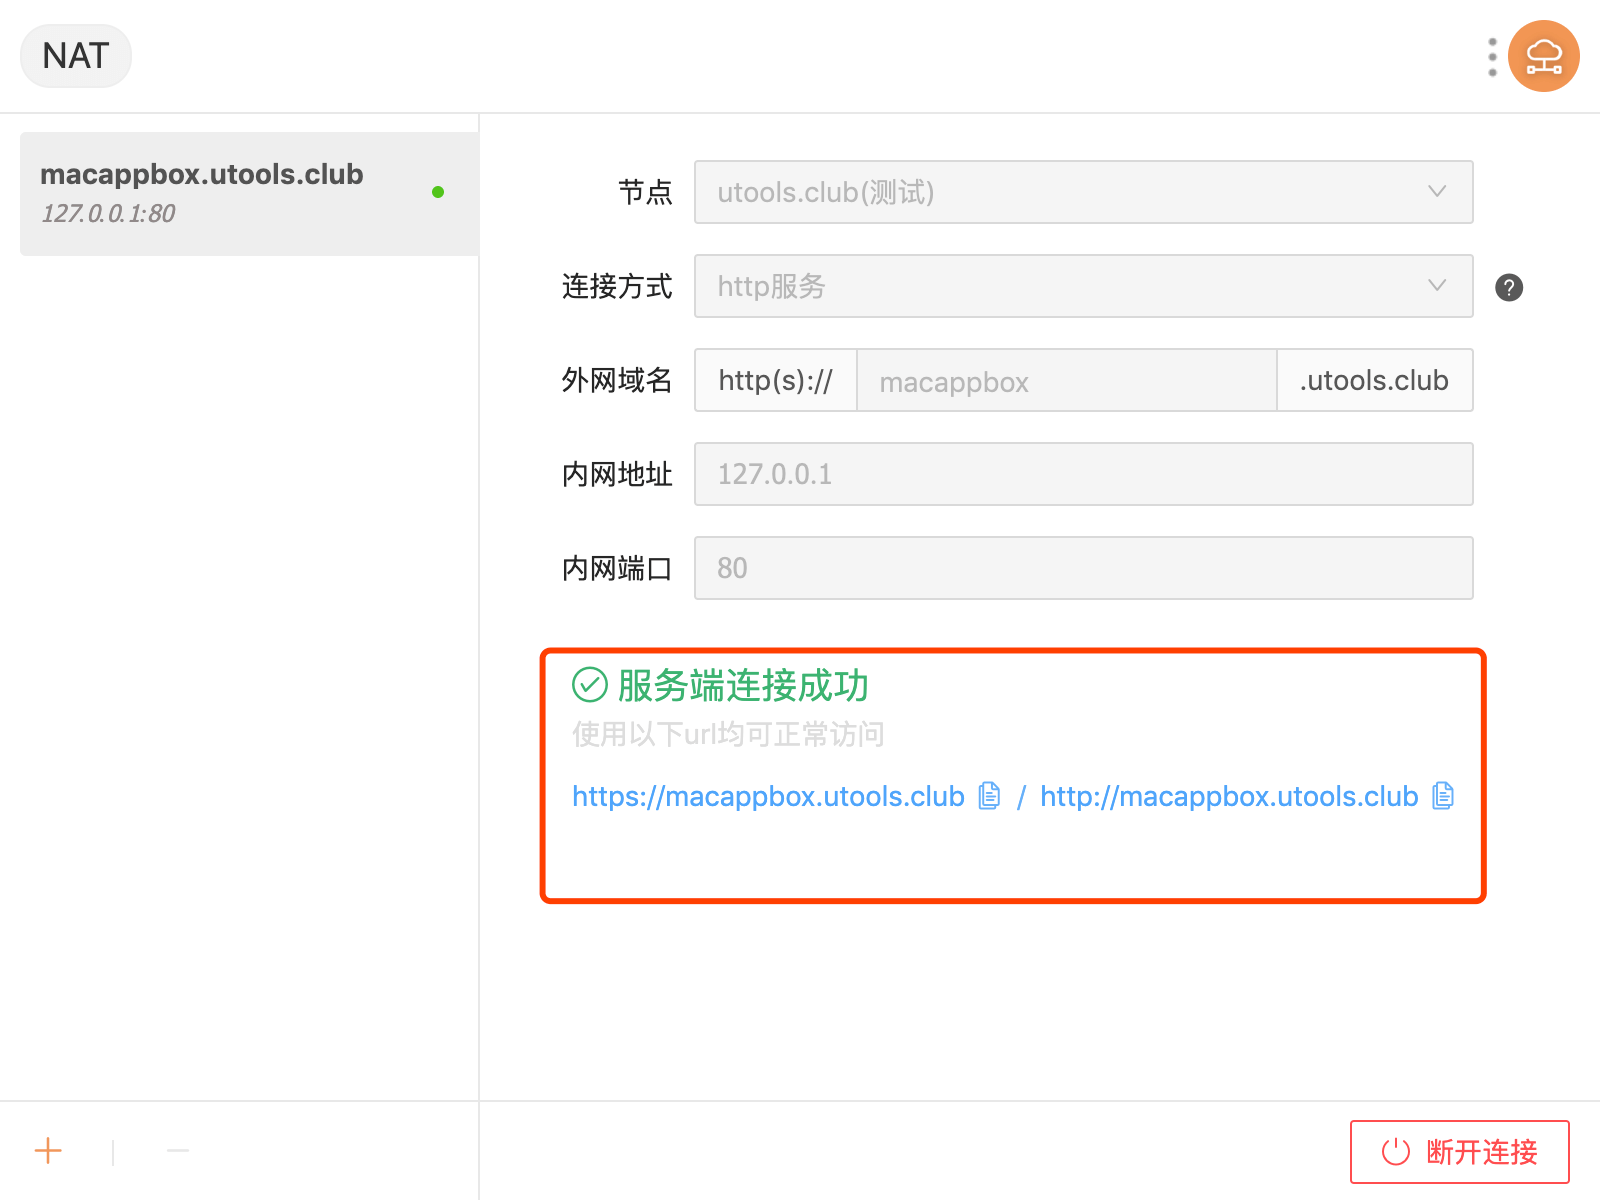 NAT
macappbox.utools.club
127.0.0.1:80
节点 utools.club(测试)
连接方式 http服务 ?
外网域名 http(s):// macappbox .utools.club
内网地址 127.0.0.1
内网端口 80
服务端连接成功
使用以下url均可正常访问
https://macappbox.utools.club / http://macappbox.utools.club
断开连接